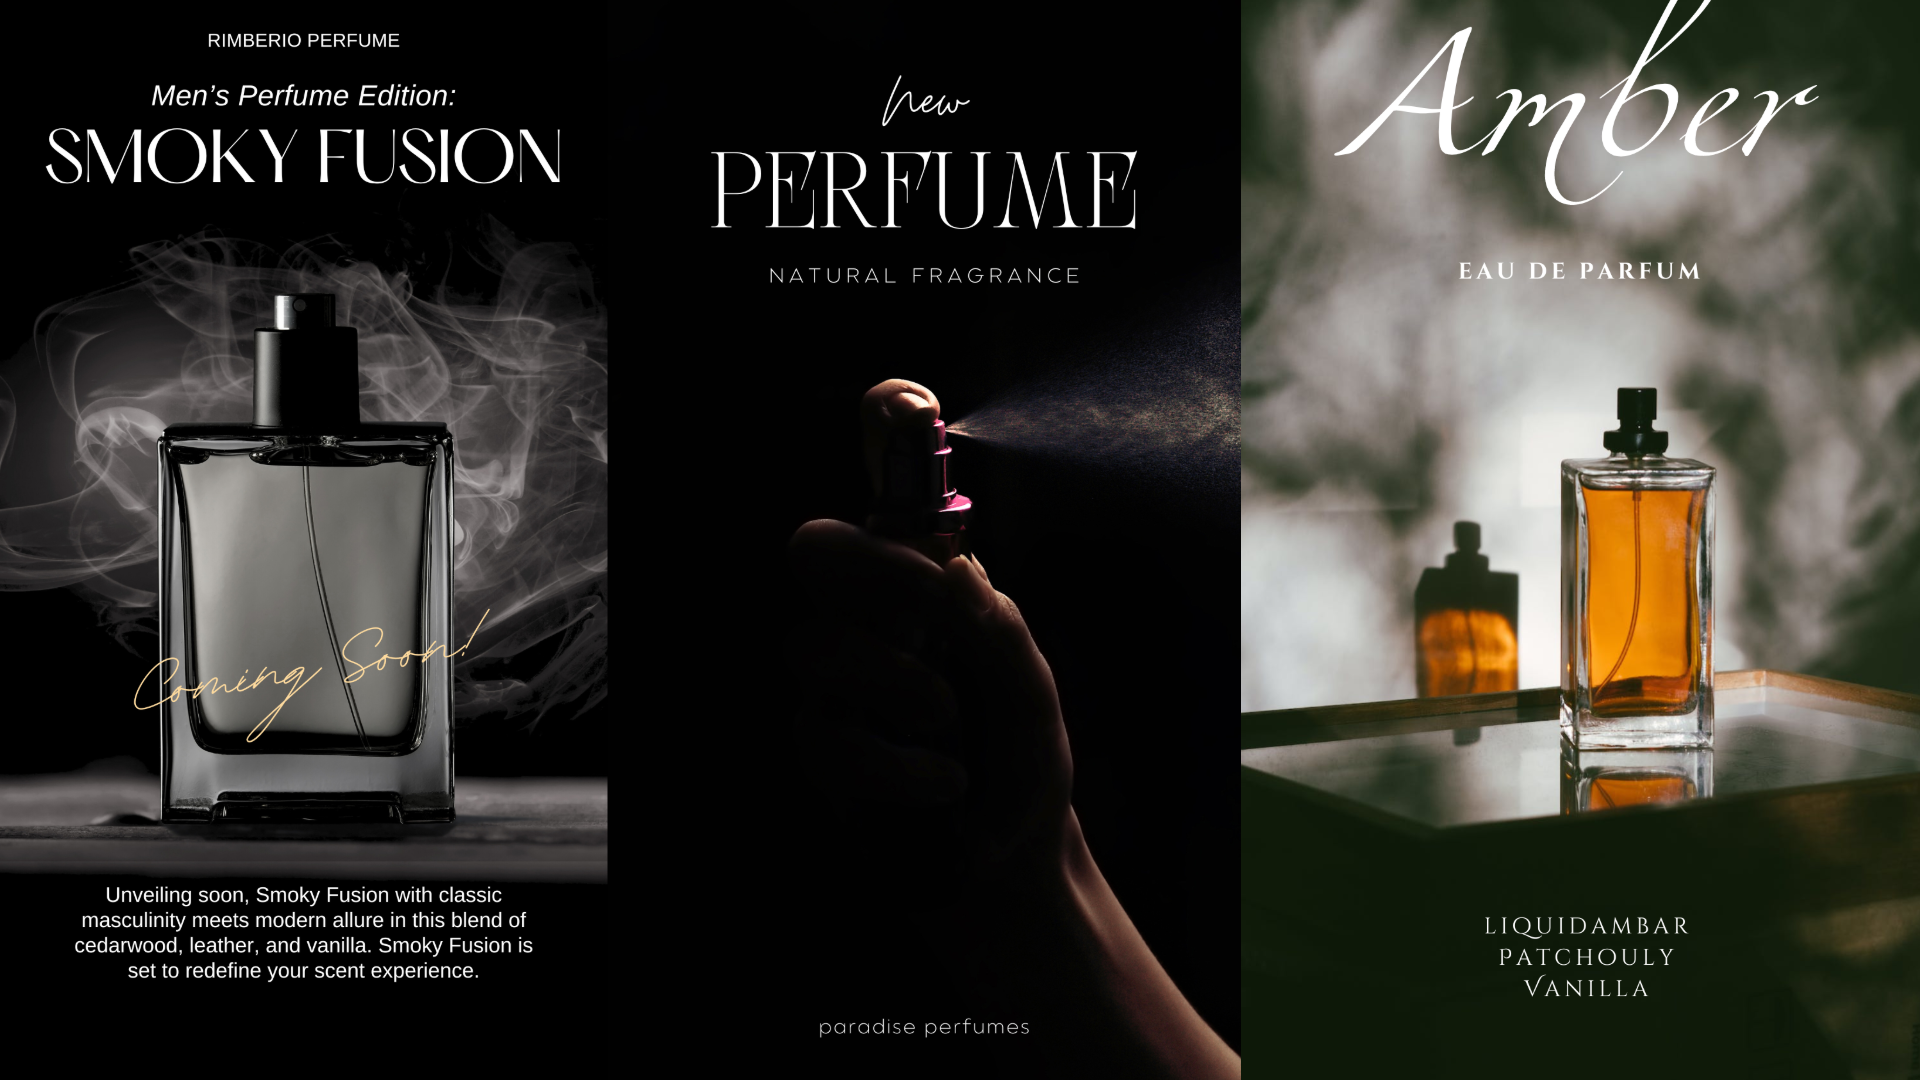 RIMBERIO PERFUME
Men’s Perfume Edition:
SMOKY FUSION
Coming Soon!
Unveiling soon, Smoky Fusion with classic
masculinity meets modern allure in this blend of
cedarwood, leather, and vanilla. Smoky Fusion is
set to redefine your scent experience.
new
PERFUME
NATURAL FRAGRANCE
paradise perfumes
Amber
EAU DE PARFUM
LIQUIDAMBAR
PATCHOULY
VANILLA